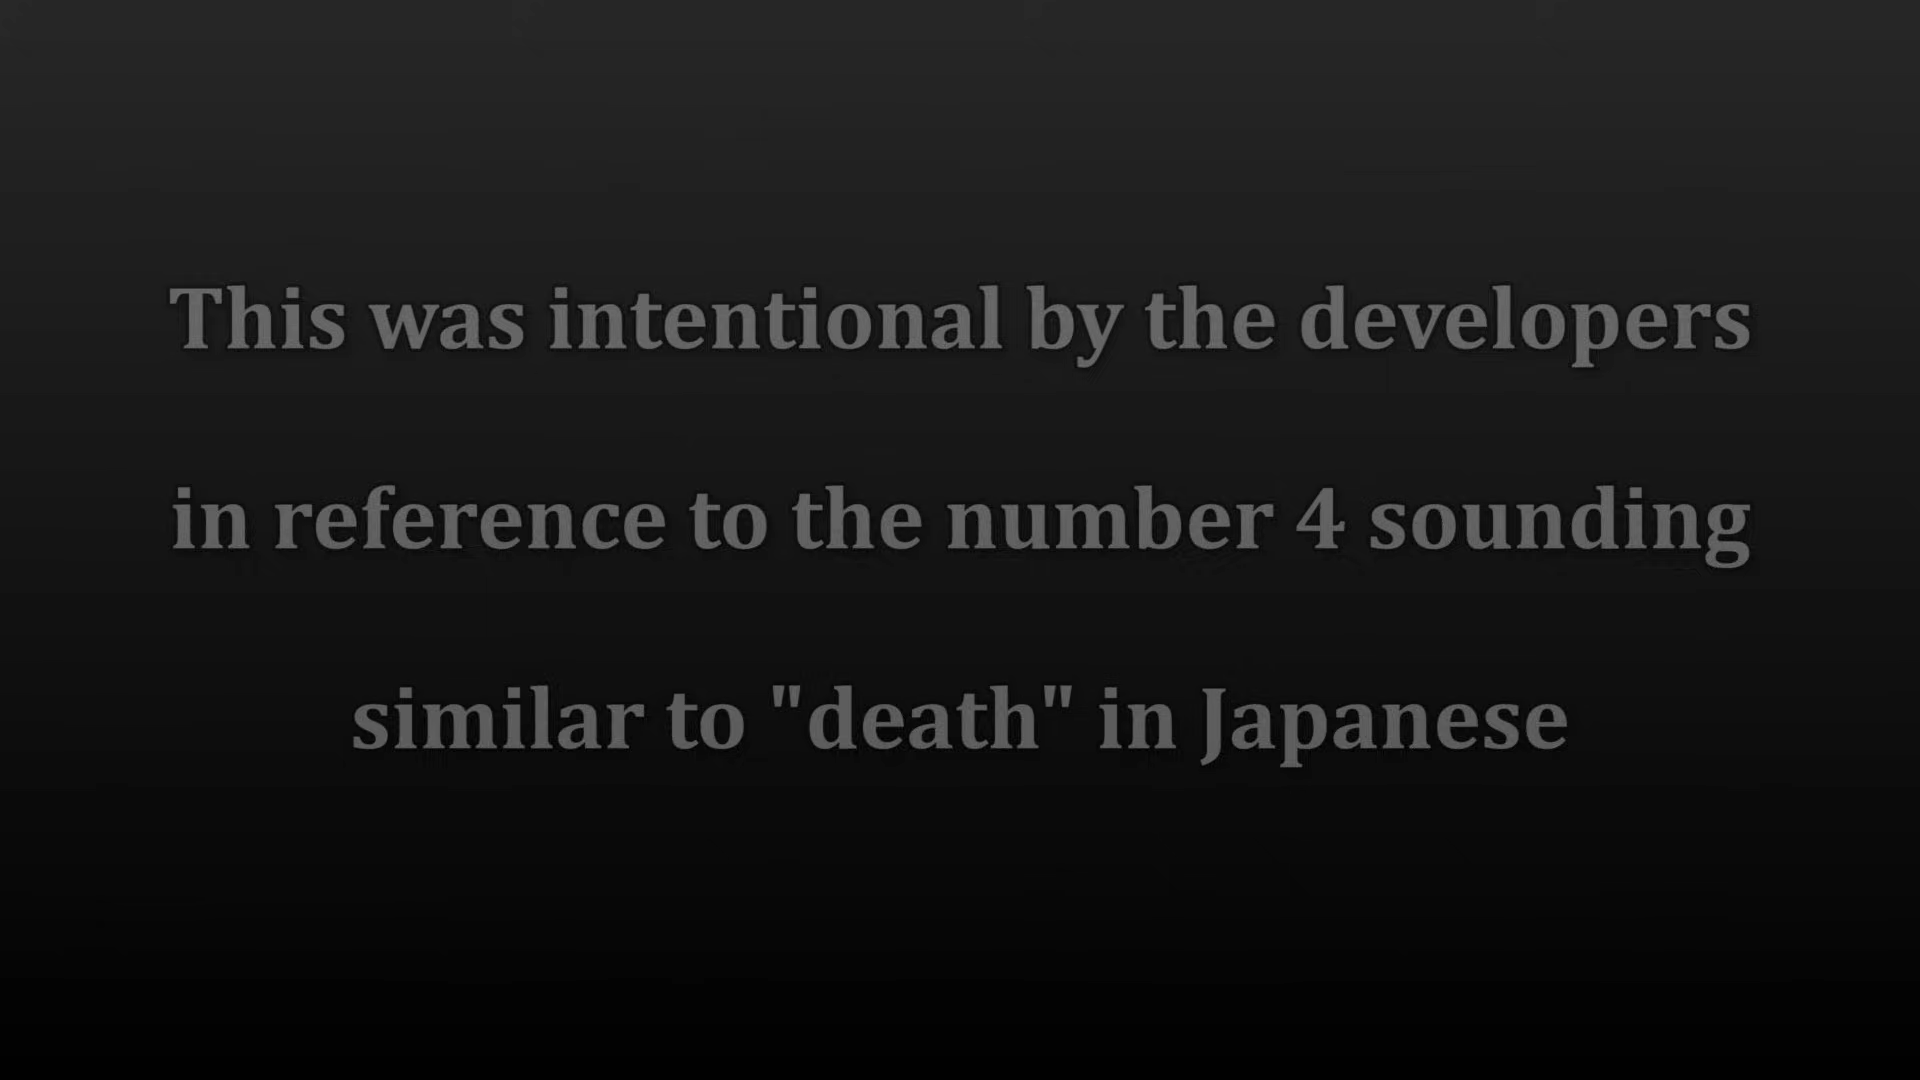 This was intentional by the developers
in reference to the number 4 sounding
similar to "death" in Japanese